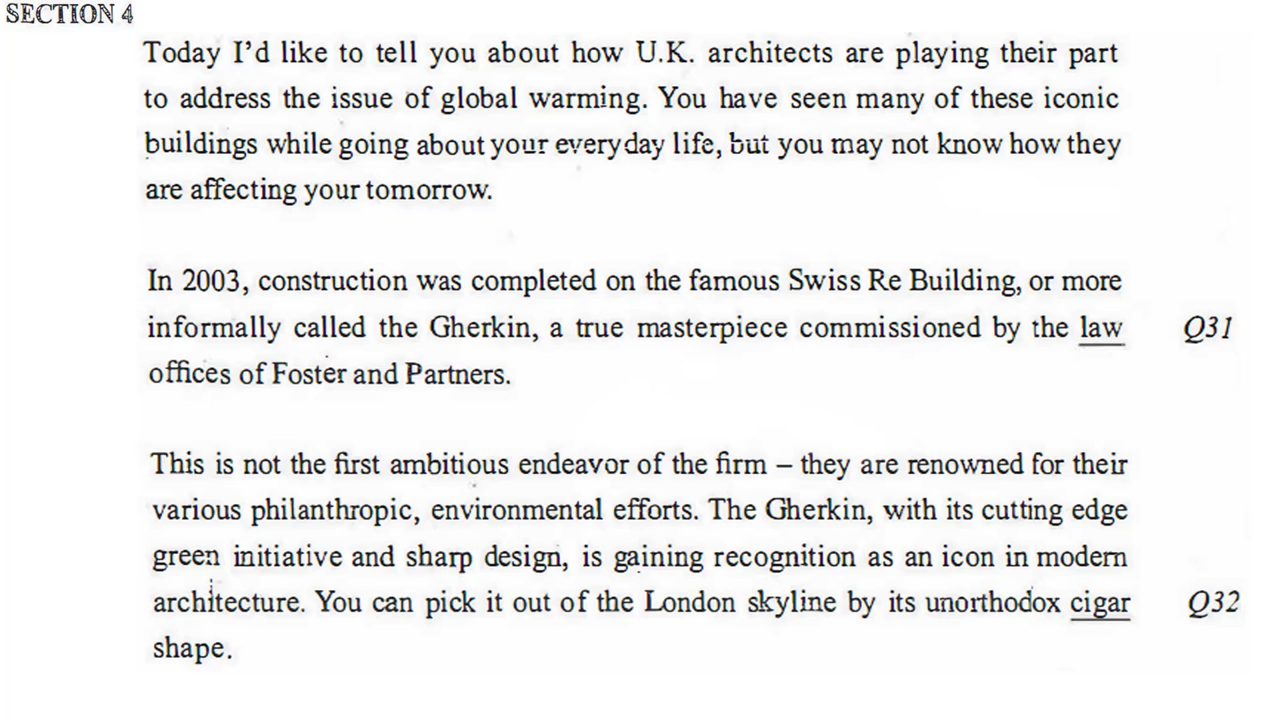 SECTION 4
Today I'd like to tell you about how U.K. architects are playing their part
to address the issue of global warming. You have seen many of these iconic
buildings while going about your everyday life, but you may not know how they
are affecting your tomorrow.
In 2003, construction was completed on the famous Swiss Re Building, or more
informally called the Gherkin, a true masterpiece commissioned by the law Q31
offices of Foster and Partners.
This is not the first ambitious endeavor of the firm – they are renowned for their
various philanthropic, environmental efforts. The Gherkin, with its cutting edge
green initiative and sharp design, is gaining recognition as an icon in modern
architecture. You can pick it out of the London skyline by its unorthodox cigar Q32
shape.